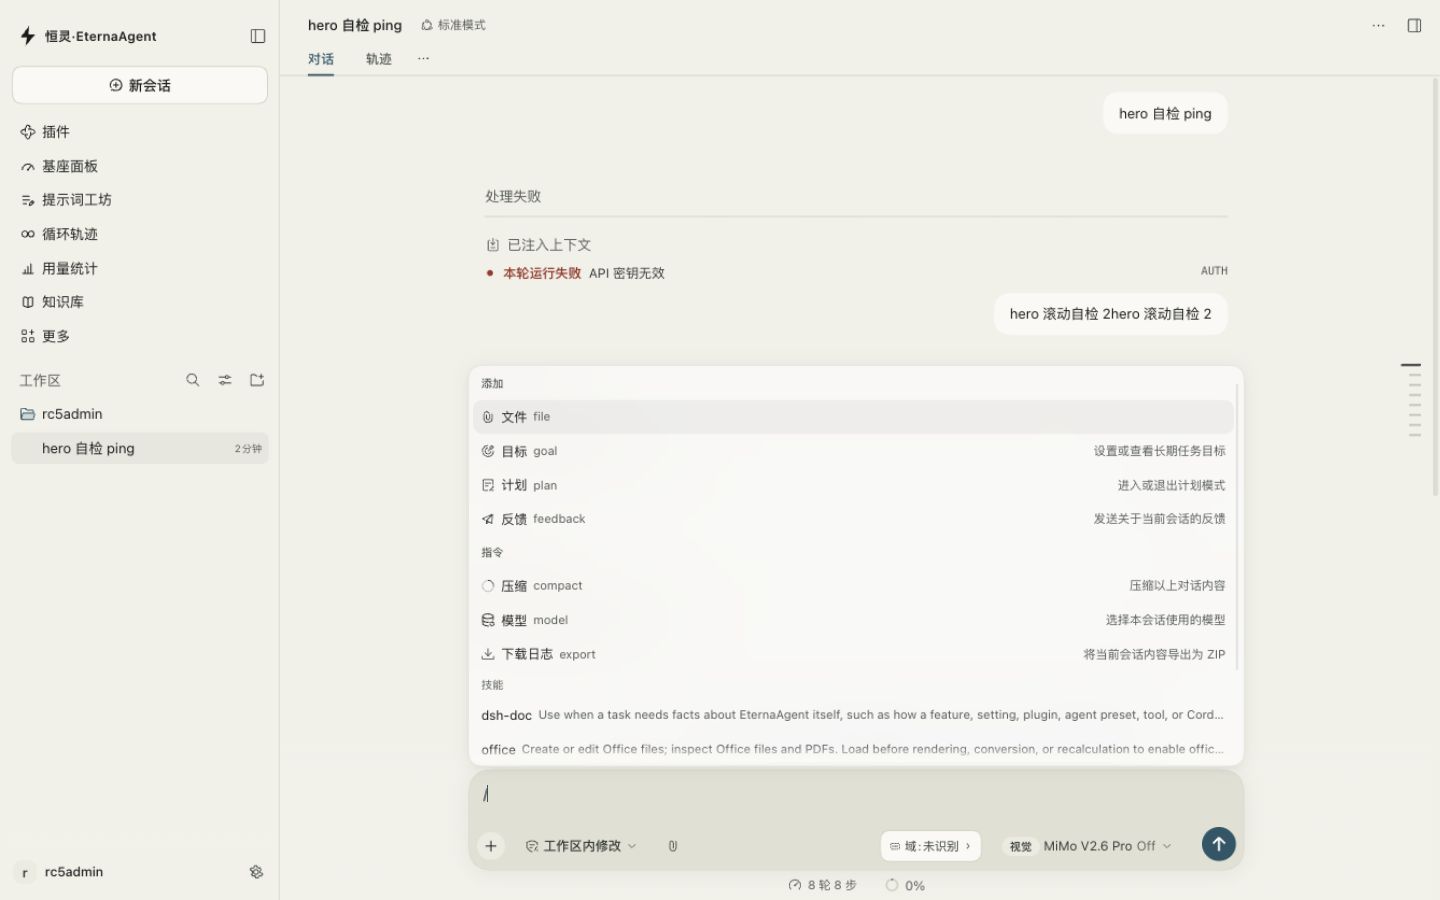 恒灵·EternaAgent
新会话
插件
基座面板
提示词工坊
循环轨迹
用量统计
知识库
更多
工作区
rc5admin
hero 自检 ping 2分钟
r rc5admin
hero 自检 ping 标准模式
对话 轨迹 ···
hero 自检 ping
处理失败
已注入上下文
本轮运行失败 API 密钥无效 AUTH
hero 滚动自检 2hero 滚动自检 2
添加
文件 file
目标 goal 设置或查看长期任务目标
计划 plan 进入或退出计划模式
反馈 feedback 发送关于当前会话的反馈
指令
压缩 compact 压缩以上对话内容
模型 model 选择本会话使用的模型
下载日志 export 将当前会话内容导出为 ZIP
技能
dsh-doc Use when a task needs facts about EternaAgent itself, such as how a feature, setting, plugin, agent preset, tool, or Cord...
office Create or edit Office files; inspect Office files and PDFs. Load before rendering, conversion, or recalculation to enable offic...
/
工作区内修改 域:未识别 › 视觉 MiMo V2.6 Pro Off
8 轮 8 步 0%